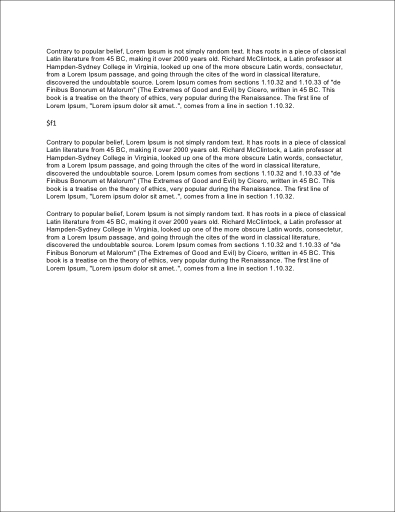 Contrary to popular belief, Lorem Ipsum is not simply random text. It has roots in a piece of classical
Latin literature from 45 BC, making it over 2000 years old. Richard McClintock, a Latin professor at
Hampden-Sydney College in Virginia, looked up one of the more obscure Latin words, consectetur,
from a Lorem Ipsum passage, and going through the cites of the word in classical literature,
discovered the undoubtable source. Lorem Ipsum comes from sections 1.10.32 and 1.10.33 of "de
Finibus Bonorum et Malorum" (The Extremes of Good and Evil) by Cicero, written in 45 BC. This
book is a treatise on the theory of ethics, very popular during the Renaissance. The first line of
Lorem Ipsum, "Lorem ipsum dolor sit amet..", comes from a line in section 1.10.32.
$f1
Contrary to popular belief, Lorem Ipsum is not simply random text. It has roots in a piece of classical
Latin literature from 45 BC, making it over 2000 years old. Richard McClintock, a Latin professor at
Hampden-Sydney College in Virginia, looked up one of the more obscure Latin words, consectetur,
from a Lorem Ipsum passage, and going through the cites of the word in classical literature,
discovered the undoubtable source. Lorem Ipsum comes from sections 1.10.32 and 1.10.33 of "de
Finibus Bonorum et Malorum" (The Extremes of Good and Evil) by Cicero, written in 45 BC. This
book is a treatise on the theory of ethics, very popular during the Renaissance. The first line of
Lorem Ipsum, "Lorem ipsum dolor sit amet..", comes from a line in section 1.10.32.
Contrary to popular belief, Lorem Ipsum is not simply random text. It has roots in a piece of classical
Latin literature from 45 BC, making it over 2000 years old. Richard McClintock, a Latin professor at
Hampden-Sydney College in Virginia, looked up one of the more obscure Latin words, consectetur,
from a Lorem Ipsum passage, and going through the cites of the word in classical literature,
discovered the undoubtable source. Lorem Ipsum comes from sections 1.10.32 and 1.10.33 of "de
Finibus Bonorum et Malorum" (The Extremes of Good and Evil) by Cicero, written in 45 BC. This
book is a treatise on the theory of ethics, very popular during the Renaissance. The first line of
Lorem Ipsum, "Lorem ipsum dolor sit amet..", comes from a line in section 1.10.32.